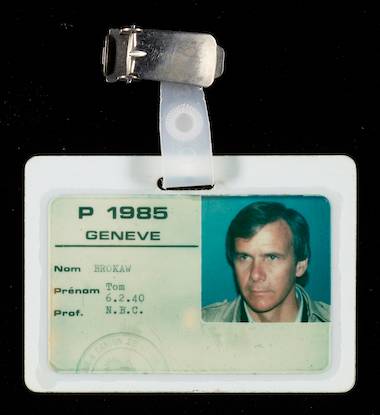 P 1985
GENEVE
Nom BROKAW
Prénom Tom
6.2.40
Prof. N.B.C.